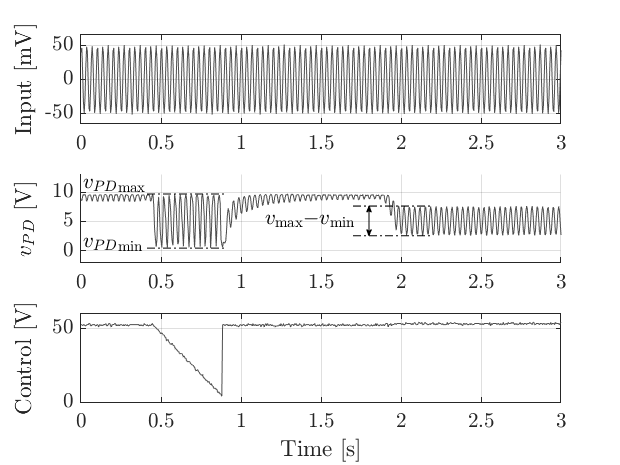 Input [mV]
50
0
-50
0 0.5 1 1.5 2 2.5 3
v_PD [V]
10
5
0
v_PDmax
v_PDmin
v_max−v_min
0 0.5 1 1.5 2 2.5 3
Control [V]
50
0
0 0.5 1 1.5 2 2.5 3
Time [s]